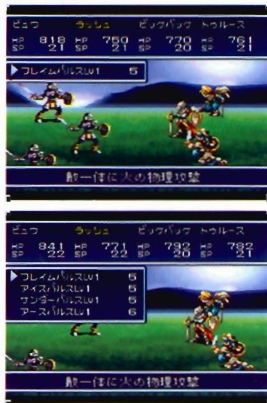 ビュウ ラッシュ ビッグバック トゥルース
HP 818 HP 750 HP 770 HP 761
SP 21 SP 21 SP 20 SP 21
▶フレイムパルスLV1 5
敵一体に火の物理攻撃
ビュウ ラッシュ ビッグバック トゥルース
HP 841 HP 771 HP 792 HP 782
SP 22 SP 22 SP 20 SP 21
▶フレイムパルスLV1 5
アイスパルスLV1 5
サンダーパルスLV1 5
アースパルスLV1 6
敵一体に火の物理攻撃